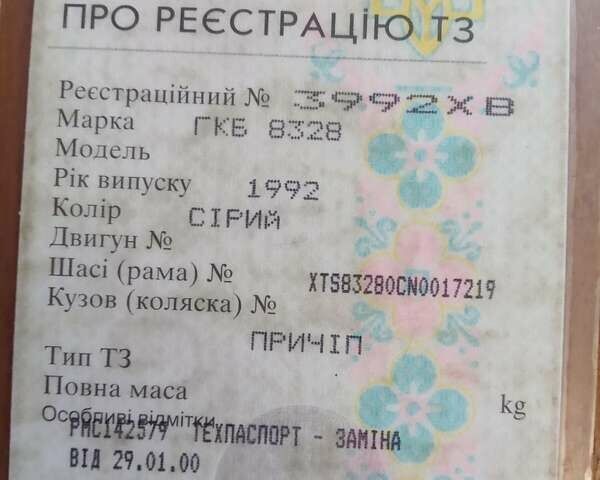 ПРО РЕЄСТРАЦІЮ ТЗ
Реєстраційний № 3992ХВ
Марка ГКБ 8328
Модель
Рік випуску 1992
Колір СІРИЙ
Двигун №
Шасі (рама) № XTS83280CN0017219
Кузов (коляска) №
Тип ТЗ ПРИЧІП
Повна маса kg
Особливі відмітки
РМС142579 ТЕХПАСПОРТ - ЗАМІНА
ВІД 29.01.00